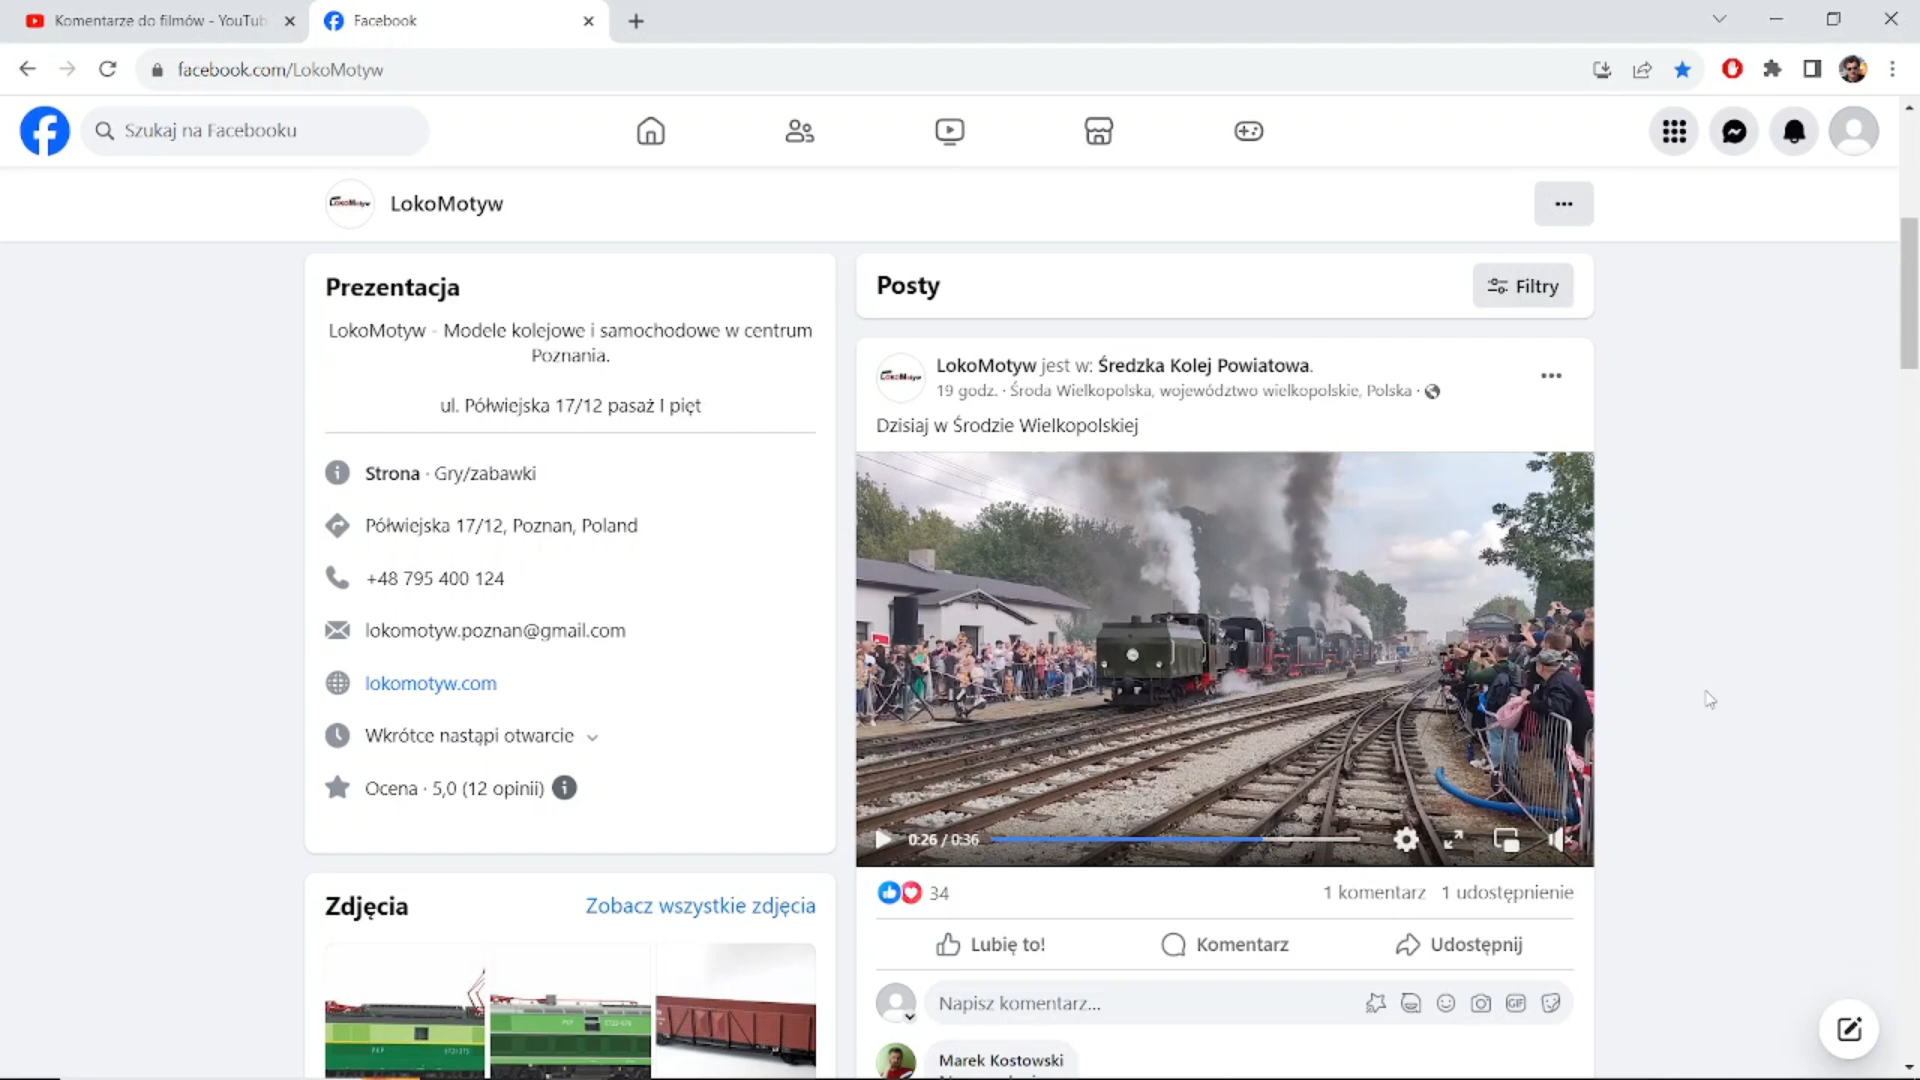 Komentarze do filmów - YouTub
Facebook
facebook.com/LokoMotyw
Szukaj na Facebooku
LokoMotyw
Prezentacja
LokoMotyw - Modele kolejowe i samochodowe w centrum
Poznania.
ul. Półwiejska 17/12 pasaż I pięt
Strona · Gry/zabawki
Półwiejska 17/12, Poznan, Poland
+48 795 400 124
lokomotyw.poznan@gmail.com
lokomotyw.com
Wkrótce nastąpi otwarcie
Ocena · 5,0 (12 opinii)
Zdjęcia
Zobacz wszystkie zdjęcia
PKP
PKP
Posty
Filtry
LokoMotyw jest w: Średzka Kolej Powiatowa.
19 godz. · Środa Wielkopolska, województwo wielkopolskie, Polska ·
Dzisiaj w Środzie Wielkopolskiej
0:26 / 0:36
34
1 komentarz
1 udostępnienie
Lubię to!
Komentarz
Udostępnij
Napisz komentarz...
GIF
Marek Kostowski